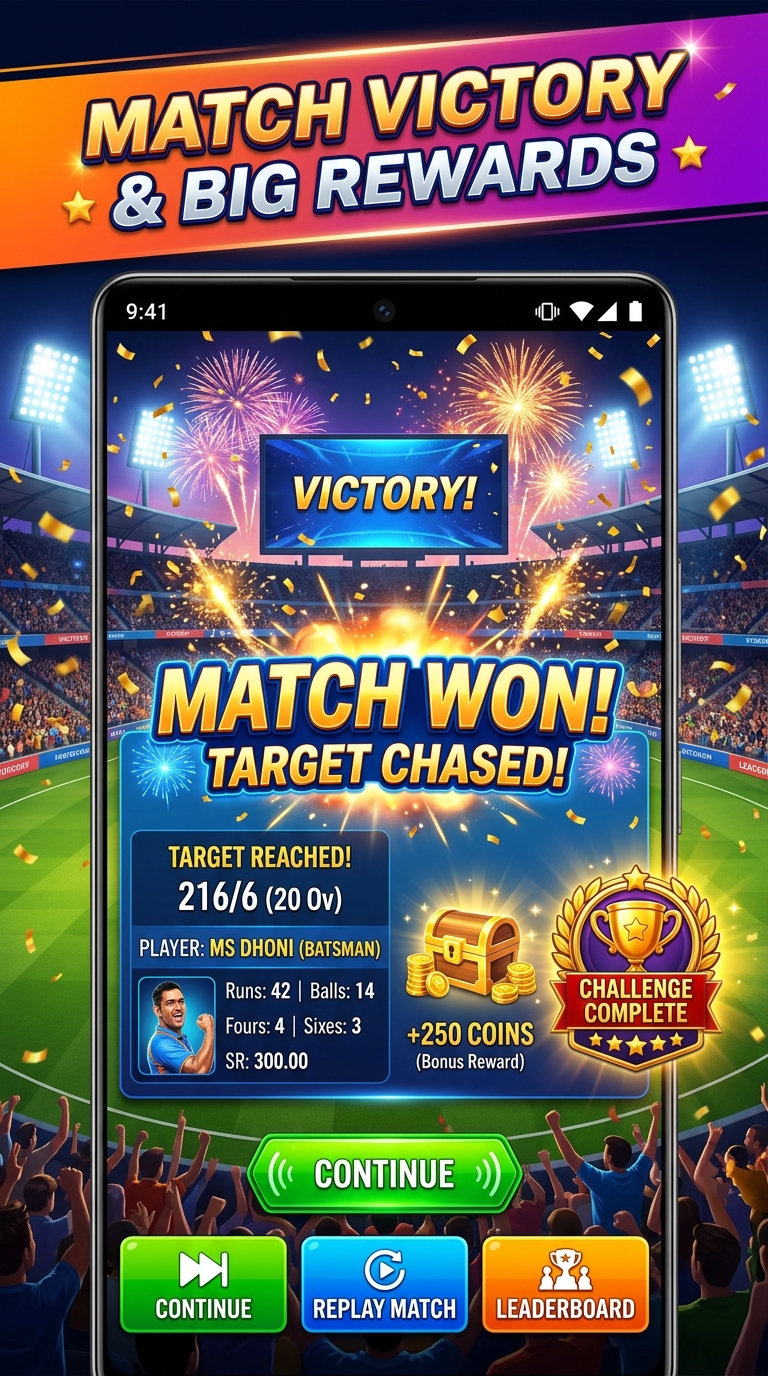 MATCH VICTORY
& BIG REWARDS
9:41
VICTORY!
MATCH WON!
TARGET CHASED!
TARGET REACHED!
216/6 (20 Ov)
PLAYER: MS DHONI (BATSMAN)
Runs: 42 | Balls: 14
Fours: 4 | Sixes: 3
SR: 300.00
+250 COINS
(Bonus Reward)
CHALLENGE
COMPLETE
CONTINUE
CONTINUE
REPLAY MATCH
LEADERBOARD